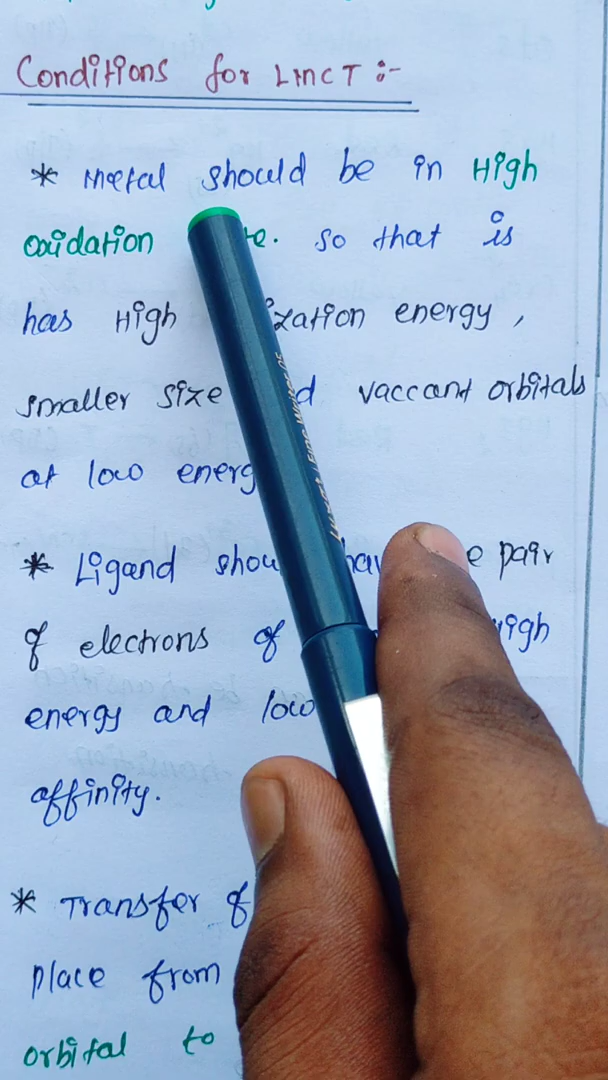 Conditions for LMCT :-
* Metal should be in High
oxidation so that is
has High energy,
smaller size vaccant orbitals
at low
* Ligand pair
of electrons of
energy and low
affinity.
* Transfer of
place from
orbital to